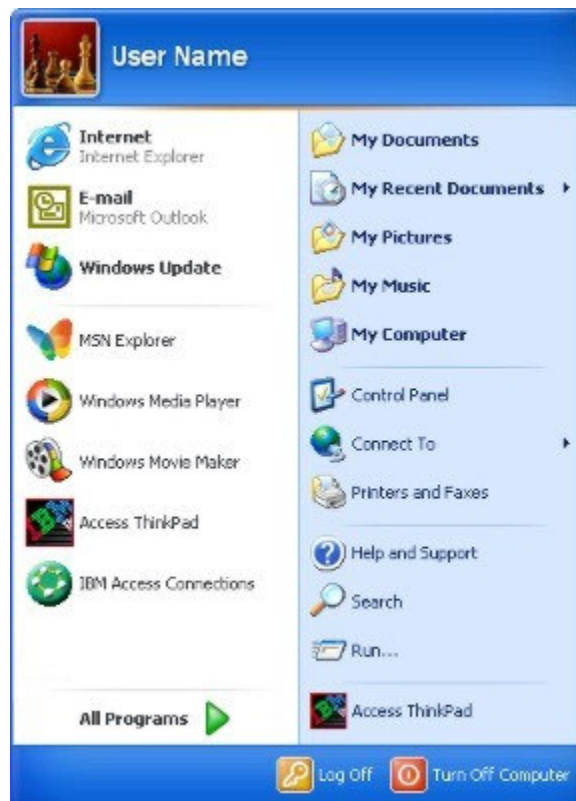 User Name
Internet
Internet Explorer
E-mail
Microsoft Outlook
Windows Update
MSN Explorer
Windows Media Player
Windows Movie Maker
Access ThinkPad
IBM Access Connections
All Programs
My Documents
My Recent Documents
My Pictures
My Music
My Computer
Control Panel
Connect To
Printers and Faxes
Help and Support
Search
Run...
Access ThinkPad
Log Off
Turn Off Computer